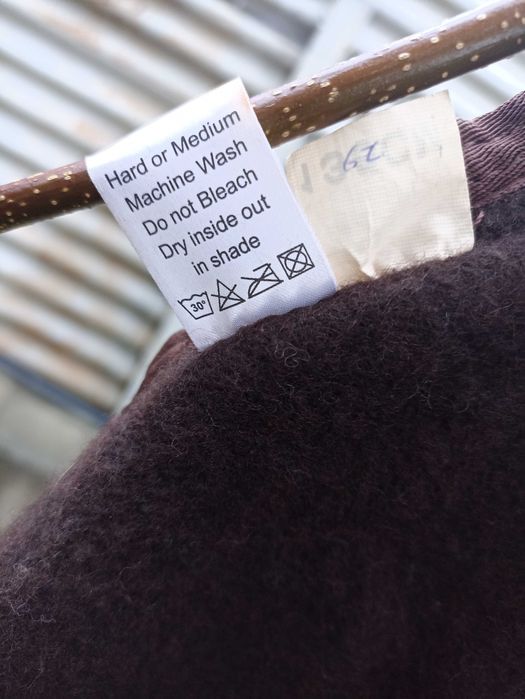 Hard or Medium
Machine Wash
Do not Bleach
Dry inside out
in shade
30°